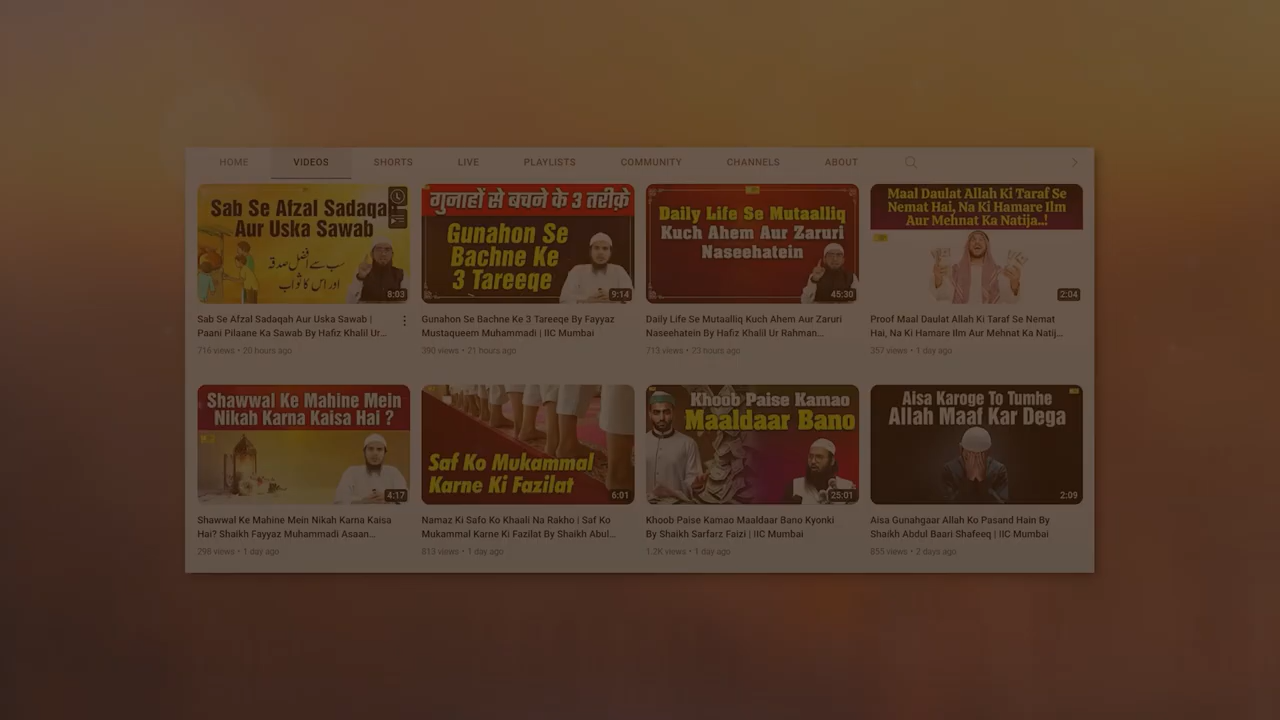 HOME VIDEOS SHORTS LIVE PLAYLISTS COMMUNITY CHANNELS ABOUT
Sab Se Afzal Sadaqa
Aur Uska Sawab
سب سے افضل صدقہ
اور اس کا ثواب
8:03
गुनाहों से बचने के 3 तरीक़े
Gunahon Se
Bachne Ke
3 Tareeqe
9:14
Daily Life Se Mutaalliq
Kuch Ahem Aur Zaruri
Naseehatein
45:30
Maal Daulat Allah Ki Taraf Se
Nemat Hai, Na Ki Hamare Ilm
Aur Mehnat Ka Natija..!
2:04
Sab Se Afzal Sadaqah Aur Uska Sawab |
Paani Pilaane Ka Sawab By Hafiz Khalil Ur...
716 views • 20 hours ago
Gunahon Se Bachne Ke 3 Tareeqe By Fayyaz
Mustaqueem Muhammadi | IIC Mumbai
390 views • 21 hours ago
Daily Life Se Mutaalliq Kuch Ahem Aur Zaruri
Naseehatein By Hafiz Khalil Ur Rahman...
713 views • 23 hours ago
Proof Maal Daulat Allah Ki Taraf Se Nemat
Hai, Na Ki Hamare Ilm Aur Mehnat Ka Natij...
357 views • 1 day ago
Shawwal Ke Mahine Mein
Nikah Karna Kaisa Hai ?
4:17
Saf Ko Mukammal
Karne Ki Fazilat
6:01
Khoob Paise Kamao
Maaldaar Bano
25:01
Aisa Karoge To Tumhe
Allah Maaf Kar Dega
2:09
Shawwal Ke Mahine Mein Nikah Karna Kaisa
Hai? Shaikh Fayyaz Muhammadi Asaan...
298 views • 1 day ago
Namaz Ki Safo Ko Khaali Na Rakho | Saf Ko
Mukammal Karne Ki Fazilat By Shaikh Abul...
813 views • 1 day ago
Khoob Paise Kamao Maaldaar Bano Kyonki
By Shaikh Sarfarz Faizi | IIC Mumbai
1.2K views • 1 day ago
Aisa Gunahgaar Allah Ko Pasand Hain By
Shaikh Abdul Baari Shafeeq | IIC Mumbai
855 views • 2 days ago